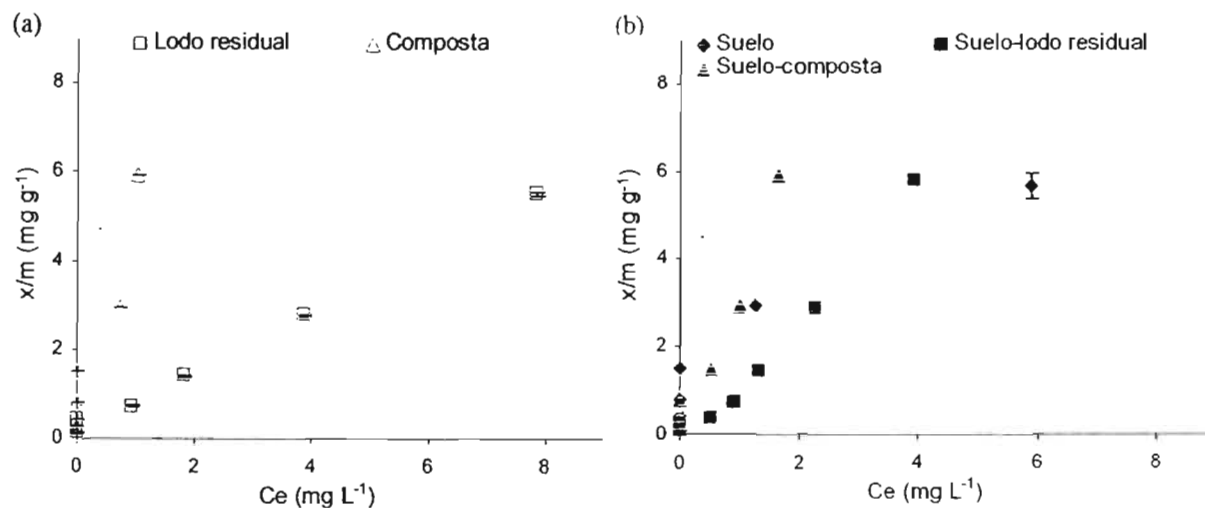 (a)
□ Lodo residual △ Composta
8
6
4
2
0
x/m (mg g⁻¹)
0 2 4 6 8
Ce (mg L⁻¹)
(b)
◆ Suelo ■ Suelo-lodo residual
▲ Suelo-composta
8
6
4
2
0
x/m (mg g⁻¹)
0 2 4 6 8
Ce (mg L⁻¹)